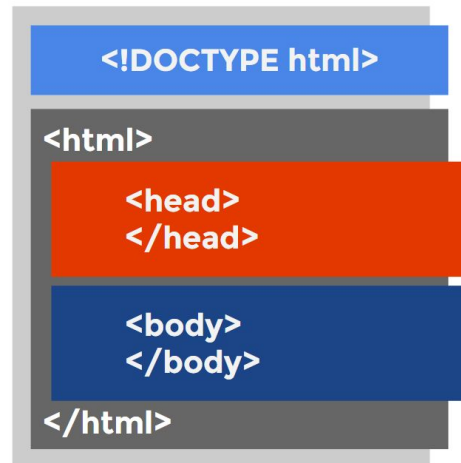 <!DOCTYPE html>
<html>
<head>
</head>
<body>
</body>
</html>